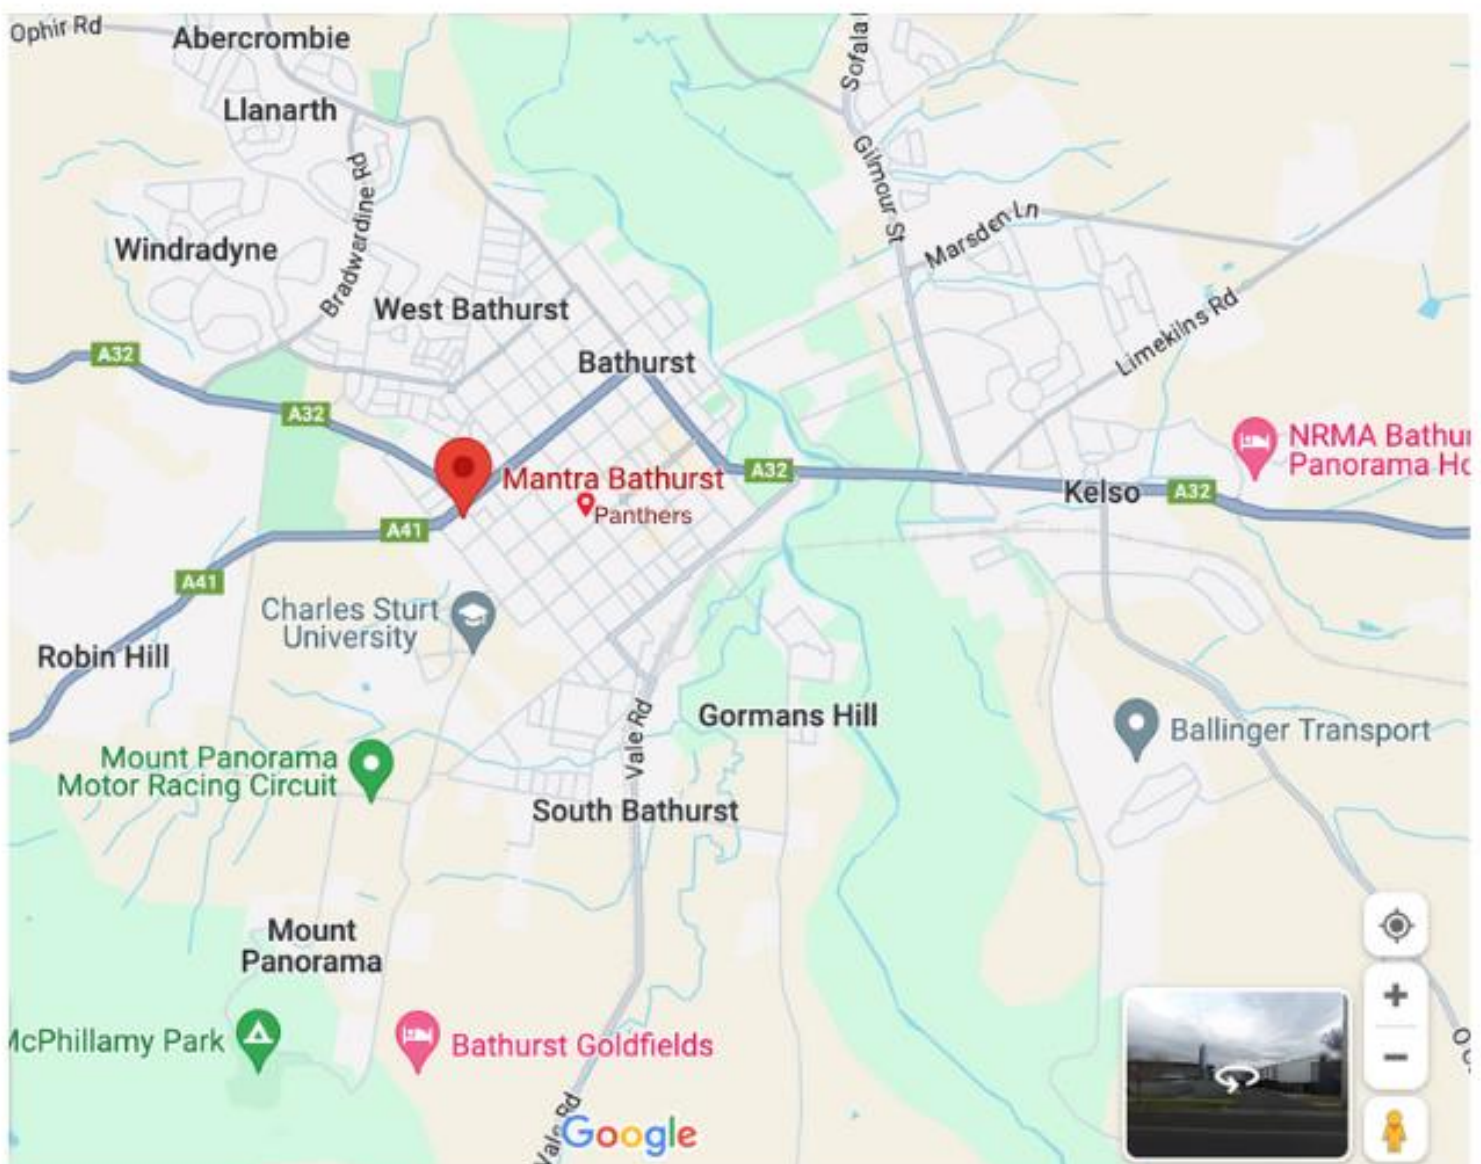 Ophir Rd
Abercrombie
Sofala
Llanarth
Gilmour St
Bradwardine Rd
Marsden Ln
Windradyne
West Bathurst
Limekilns Rd
A32
Bathurst
A32
NRMA
Panorama
Mantra Bathurst
A32
Kelso
A32
Panthers
A41
A41
Charles Sturt
University
Robin Hill
Vale Rd
Gormans Hill
Ballinger Transport
Mount Panorama
Motor Racing Circuit
South Bathurst
Mount
Panorama
McPhillamy Park
Bathurst Goldfields
Vale Rd
Google